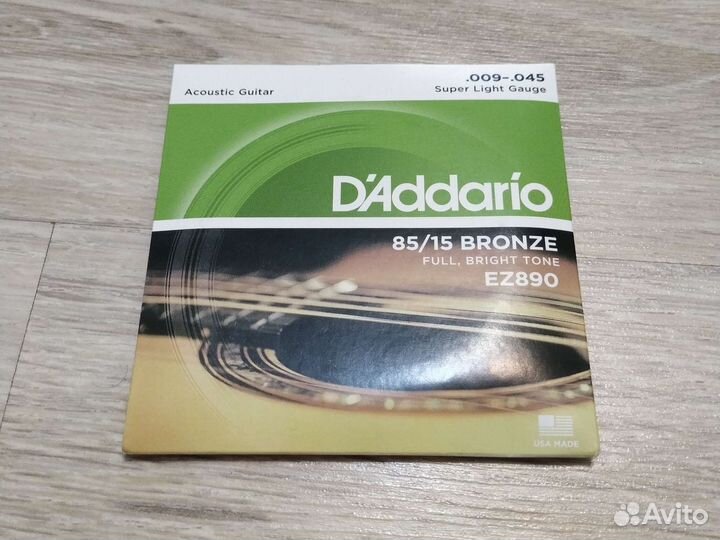 Acoustic Guitar
.009–.045
Super Light Gauge
D'Addario
85/15 BRONZE
FULL, BRIGHT TONE
EZ890
USA MADE
Avito